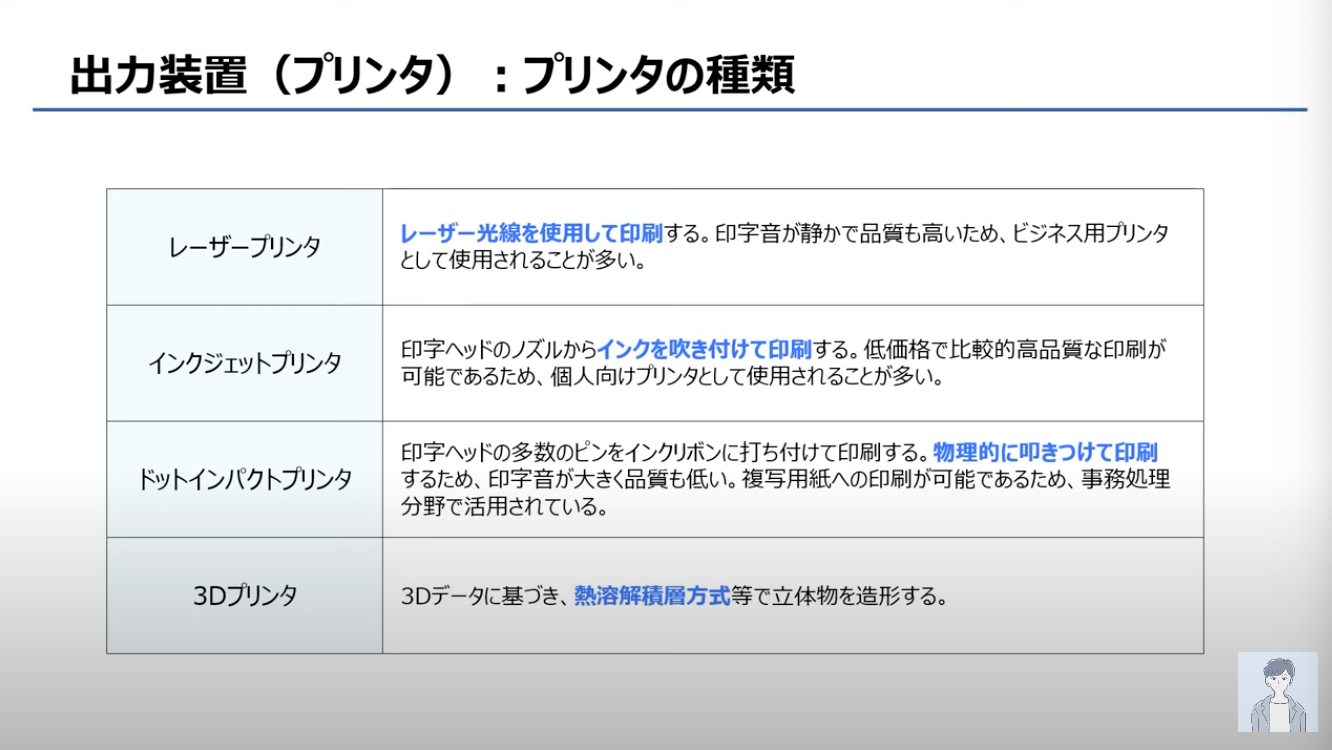 出力装置（プリンタ）：プリンタの種類
レーザープリンタ
レーザー光線を使用して印刷する。印字音が静かで品質も高いため、ビジネス用プリンタ
として使用されることが多い。
インクジェットプリンタ
印字ヘッドのノズルからインクを吹き付けて印刷する。低価格で比較的高品質な印刷が
可能であるため、個人向けプリンタとして使用されることが多い。
ドットインパクトプリンタ
印字ヘッドの多数のピンをインクリボンに打ち付けて印刷する。物理的に叩きつけて印刷
するため、印字音が大きく品質も低い。複写用紙への印刷が可能であるため、事務処理
分野で活用されている。
3Dプリンタ
3Dデータに基づき、熱溶解積層方式等で立体物を造形する。